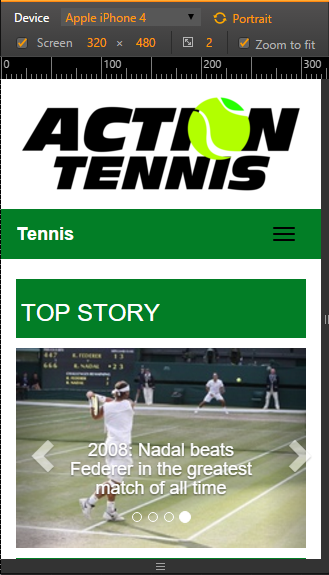 Device Apple iPhone 4 Portrait
Screen 320 × 480 2 Zoom to fit
0 100 200 300
ACTION
TENNIS
Tennis
TOP STORY
R. FEDERER
2008: Nadal beats
Federer in the greatest
match of all time